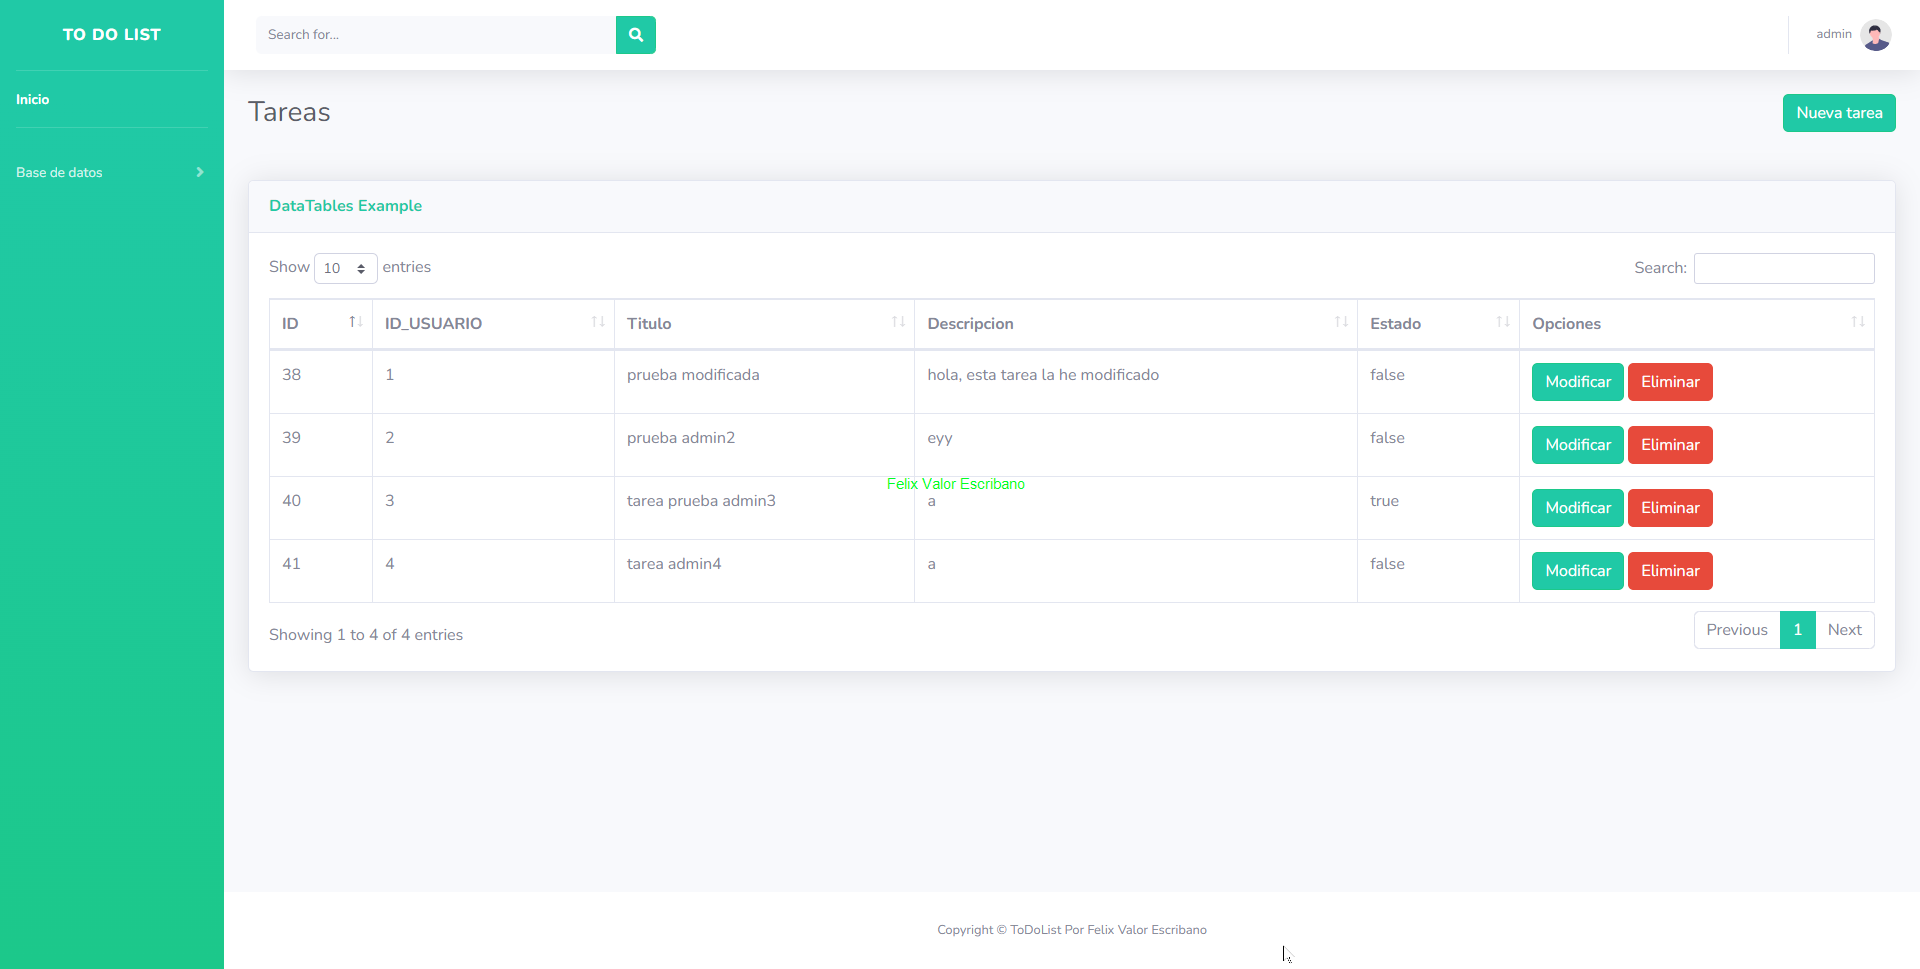 TO DO LIST
Search for...
admin
Inicio
Tareas
Nueva tarea
Base de datos
DataTables Example
Show 10 entries
Search:
ID ID_USUARIO Titulo Descripcion Estado Opciones
38 1 prueba modificada hola, esta tarea la he modificado false Modificar Eliminar
39 2 prueba admin2 eyy false Modificar Eliminar
Felix Valor Escribano
40 3 tarea prueba admin3 a true Modificar Eliminar
41 4 tarea admin4 a false Modificar Eliminar
Showing 1 to 4 of 4 entries
Previous 1 Next
Copyright © ToDoList Por Felix Valor Escribano